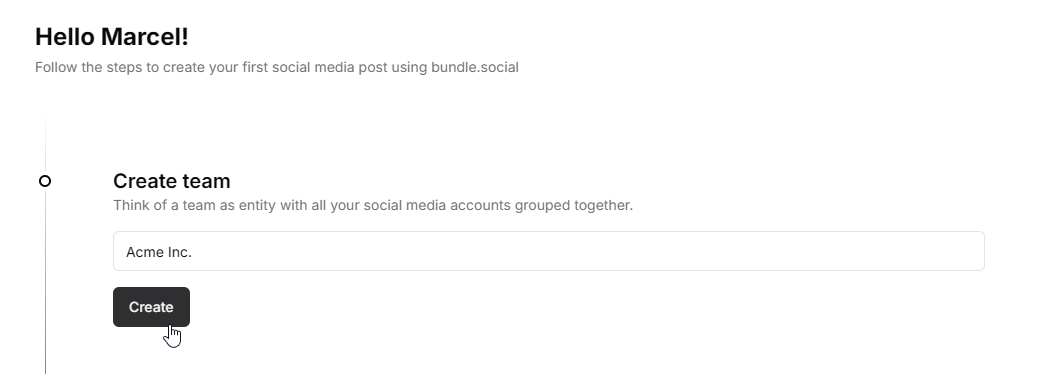 Hello Marcel!
Follow the steps to create your first social media post using bundle.social
Create team
Think of a team as entity with all your social media accounts grouped together.
Acme Inc.
Create